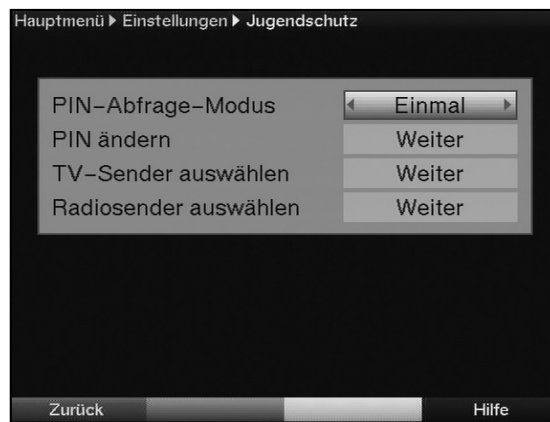 Hauptmenü ▶ Einstellungen ▶ Jugendschutz
PIN-Abfrage-Modus Einmal
PIN ändern Weiter
TV-Sender auswählen Weiter
Radiosender auswählen Weiter
Zurück Hilfe